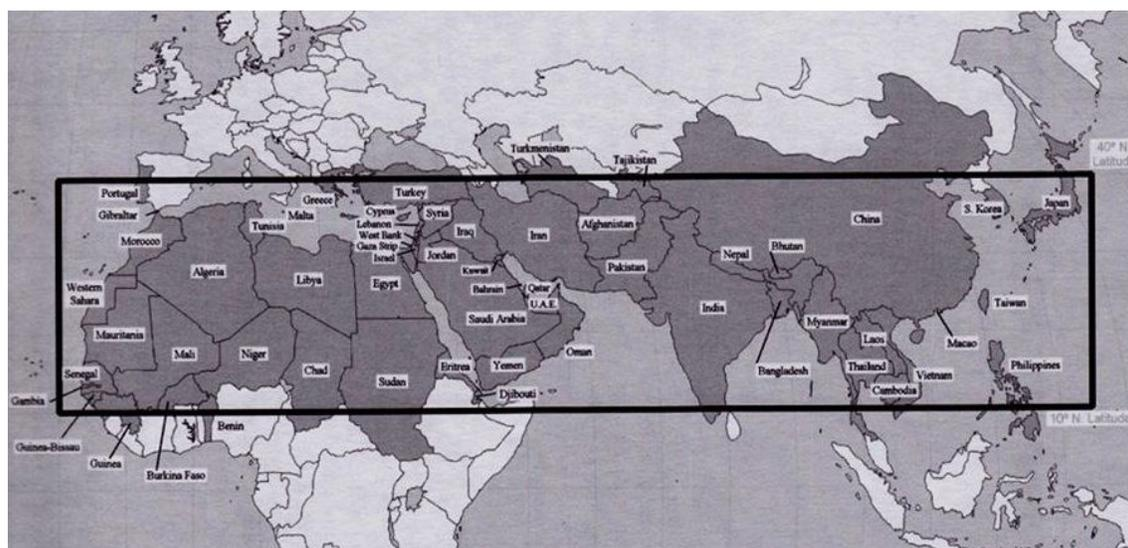 Turkmenistan
Tajikistan
40° N.
Latitude
Portugal
Gibraltar
Morocco
Tunisia
Malta
Greece
Turkey
Cyprus
Lebanon
West Bank
Gaza Strip
Israel
Syria
Iraq
Jordan
Iran
Afghanistan
China
S. Korea
Japan
Western
Sahara
Algeria
Libya
Egypt
Kuwait
Bahrain
Qatar
U.A.E.
Saudi Arabia
Pakistan
Nepal
Bhutan
India
Taiwan
Mauritania
Mali
Niger
Chad
Sudan
Eritrea
Yemen
Oman
Djibouti
Bangladesh
Myanmar
Laos
Thailand
Vietnam
Cambodia
Macao
Philippines
Senegal
Gambia
Guinea-Bissau
Guinea
Burkina Faso
Benin
10° N. Latitude